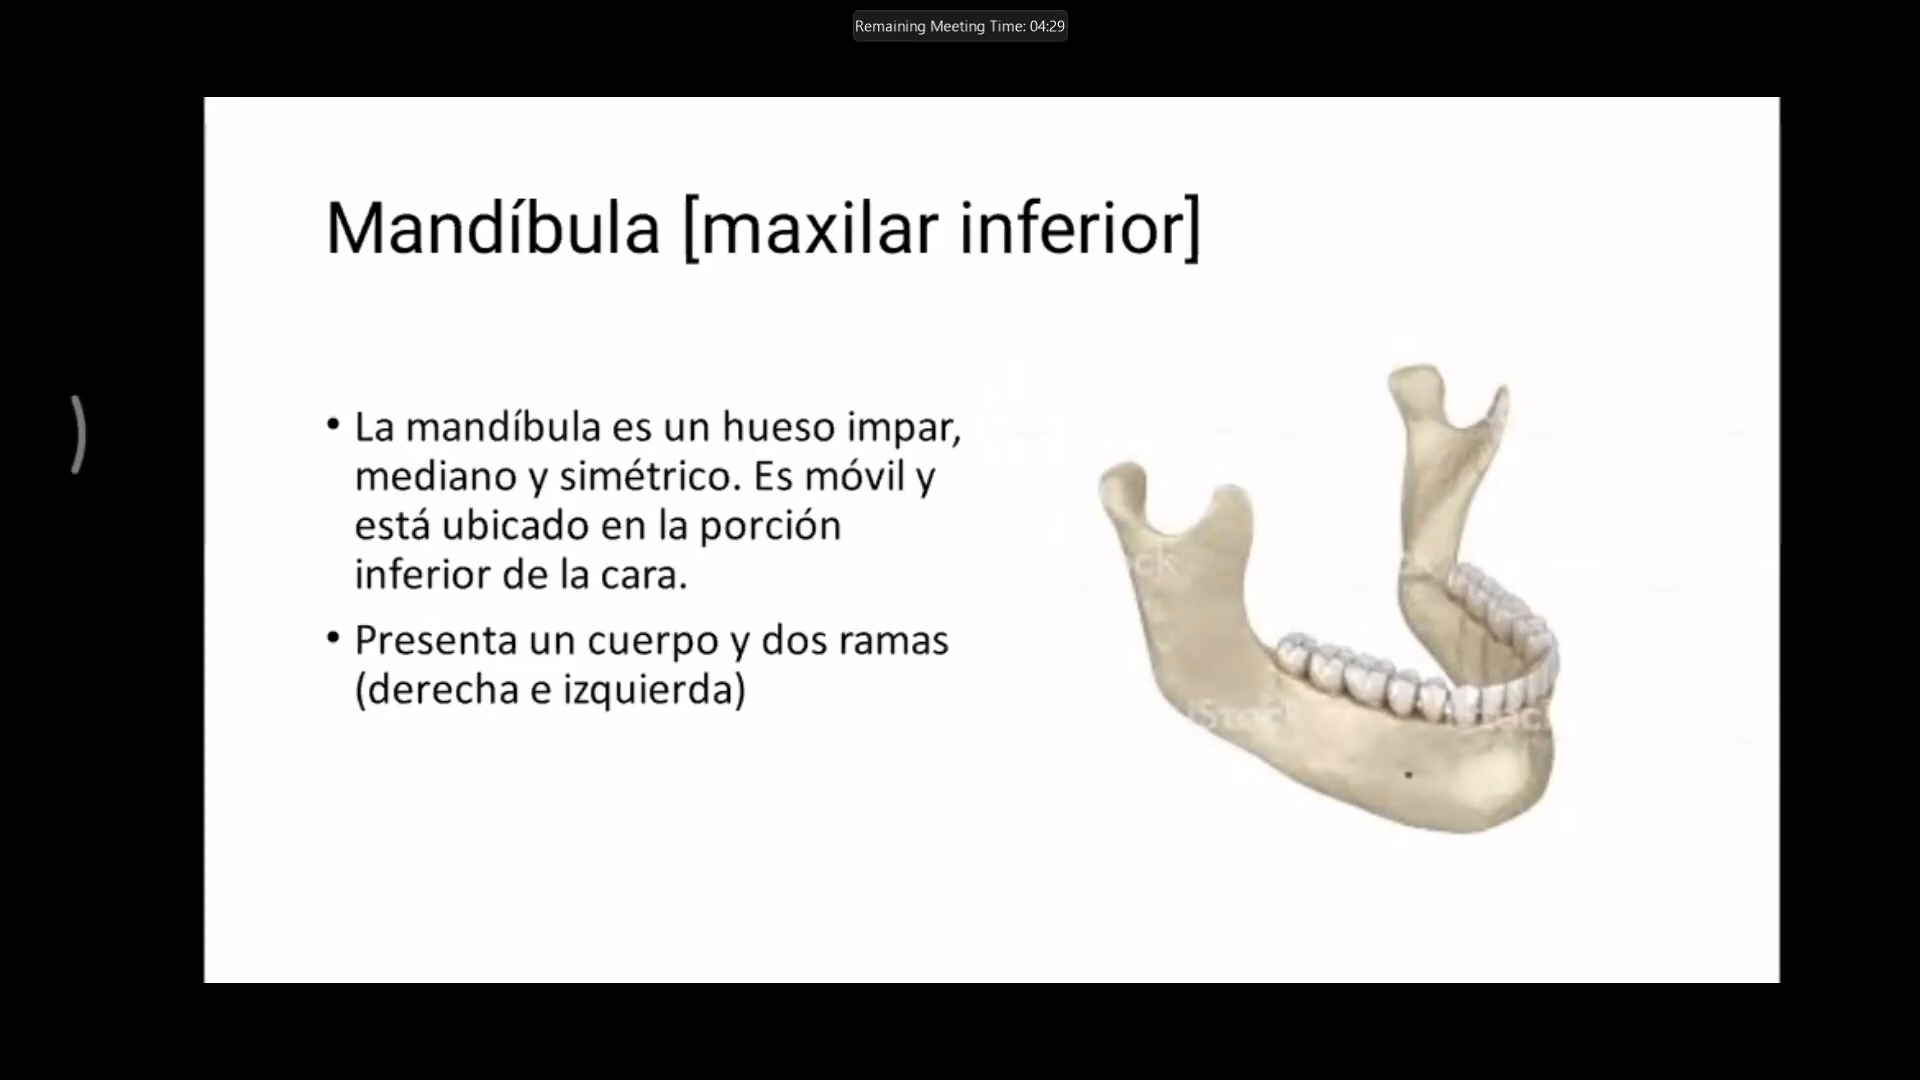 Remaining Meeting Time: 04:29
Mandíbula [maxilar inferior]
• La mandíbula es un hueso impar,
mediano y simétrico. Es móvil y
está ubicado en la porción
inferior de la cara.
• Presenta un cuerpo y dos ramas
(derecha e izquierda)